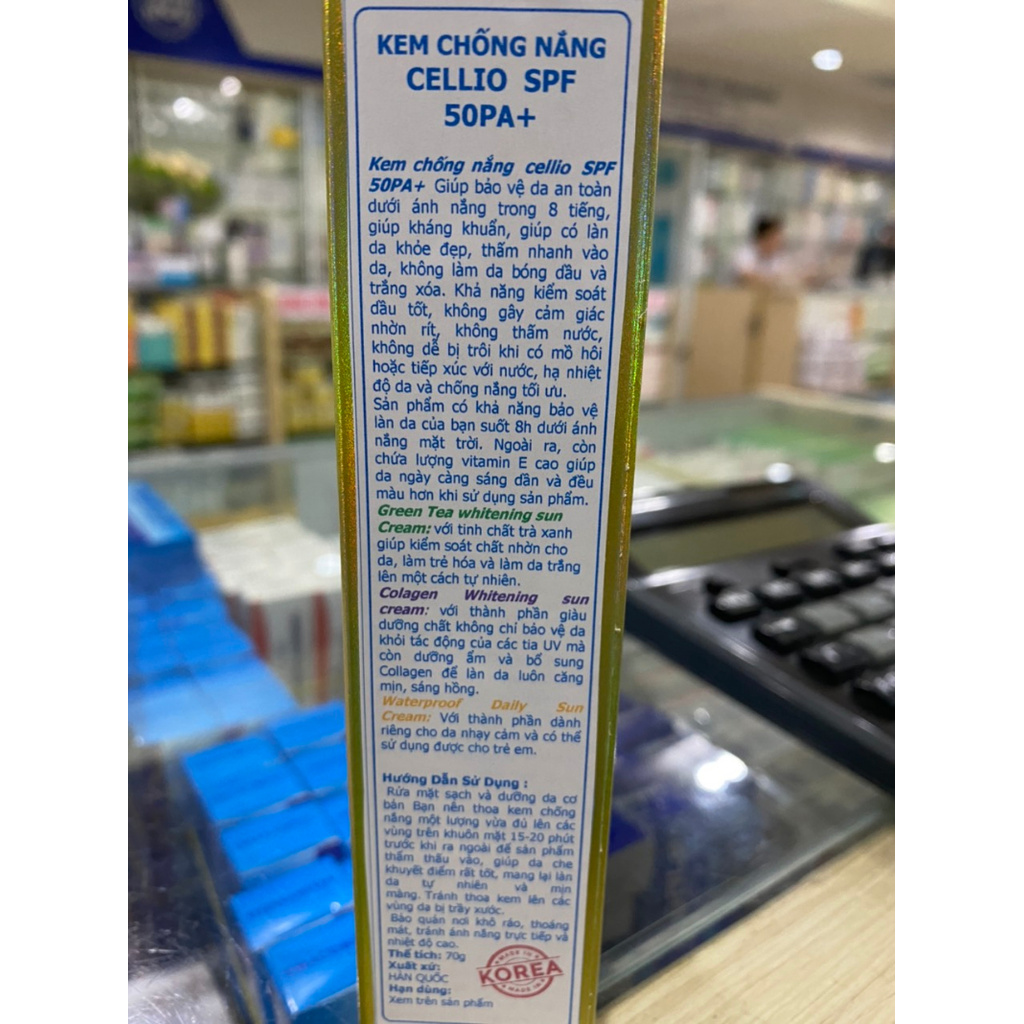 KEM CHỐNG NẮNG
CELLIO SPF
50PA+
Kem chống nắng cellio SPF
50PA+ Giúp bảo vệ da an toàn
dưới ánh nắng trong 8 tiếng,
giúp kháng khuẩn, giúp có làn
da khỏe đẹp, thấm nhanh vào
da, không làm da bóng dầu và
trắng xóa. Khả năng kiểm soát
dầu tốt, không gây cảm giác
nhờn rít, không thấm nước,
không dễ bị trôi khi có mồ hôi
hoặc tiếp xúc với nước, hạ nhiệt
độ da và chống nắng tối ưu.
Sản phẩm có khả năng bảo vệ
làn da của bạn suốt 8h dưới ánh
nắng mặt trời. Ngoài ra, còn
chứa lượng vitamin E cao giúp
da ngày càng sáng dần và đều
màu hơn khi sử dụng sản phẩm.
Green Tea whitening sun
Cream: với tinh chất trà xanh
giúp kiểm soát chất nhờn cho
da, làm trẻ hóa và làm da trắng
lên một cách tự nhiên.
Colagen Whitening sun
cream: với thành phần giàu
dưỡng chất không chỉ bảo vệ da
khỏi tác động của các tia UV mà
còn dưỡng ẩm và bổ sung
Collagen để làn da luôn căng
mịn, sáng hồng.
Waterproof Daily Sun
Cream: Với thành phần dành
riêng cho da nhạy cảm và có thể
sử dụng được cho trẻ em.
Hướng Dẫn Sử Dụng :
Rửa mặt sạch và dưỡng da cơ
bản Bạn nên thoa kem chống
nắng một lượng vừa đủ lên các
vùng trên khuôn mặt 15-20 phút
trước khi ra ngoài để sản phẩm
thẩm thấu vào, giúp da che
khuyết điểm rất tốt, mang lại làn
da tự nhiên và mịn
màng. Tránh thoa kem lên các
vùng da bị trầy xước.
Bảo quản nơi khô ráo, thoáng
mát, tránh ánh nắng trực tiếp và
nhiệt độ cao.
Thể tích: 70g
Xuất xứ:
HÀN QUỐC
Hạn dùng:
Xem trên sản phẩm
MADE IN
KOREA
MADE IN